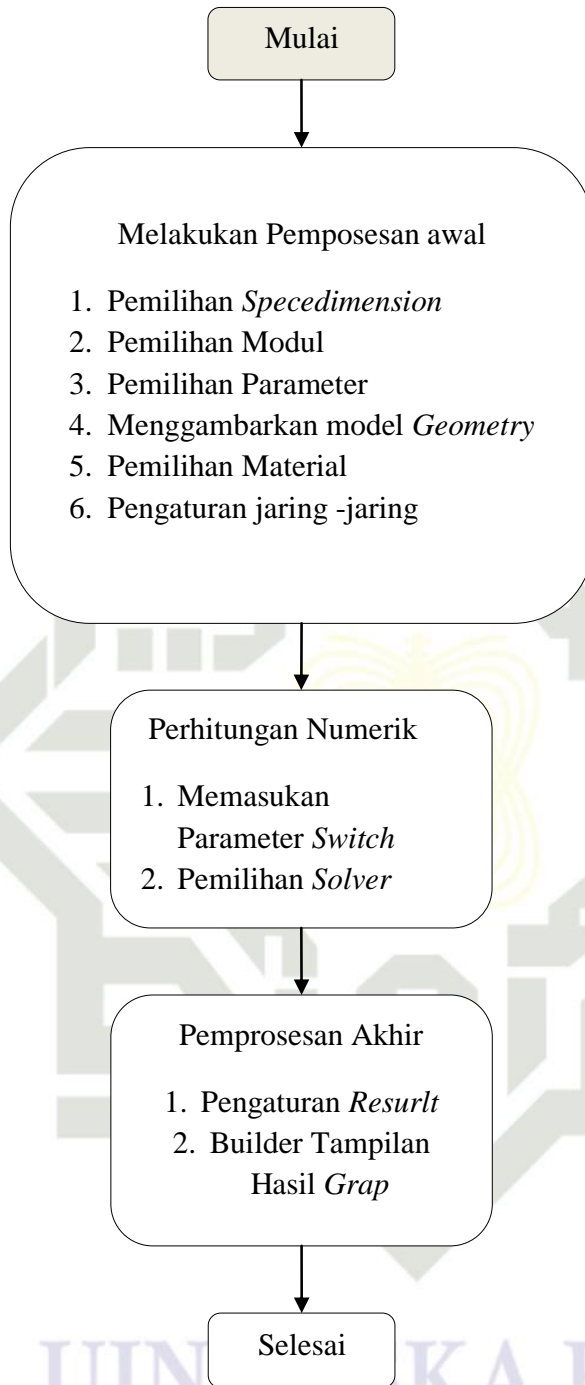 Mulai
Melakukan Pemposesan awal
1. Pemilihan Specedimension
2. Pemilihan Modul
3. Pemilihan Parameter
4. Menggambarkan model Geometry
5. Pemilihan Material
6. Pengaturan jaring -jaring
Perhitungan Numerik
1. Memasukan
Parameter Switch
2. Pemilihan Solver
Pemprosesan Akhir
1. Pengaturan Resurlt
2. Builder Tampilan
Hasil Grap
Selesai
UIN